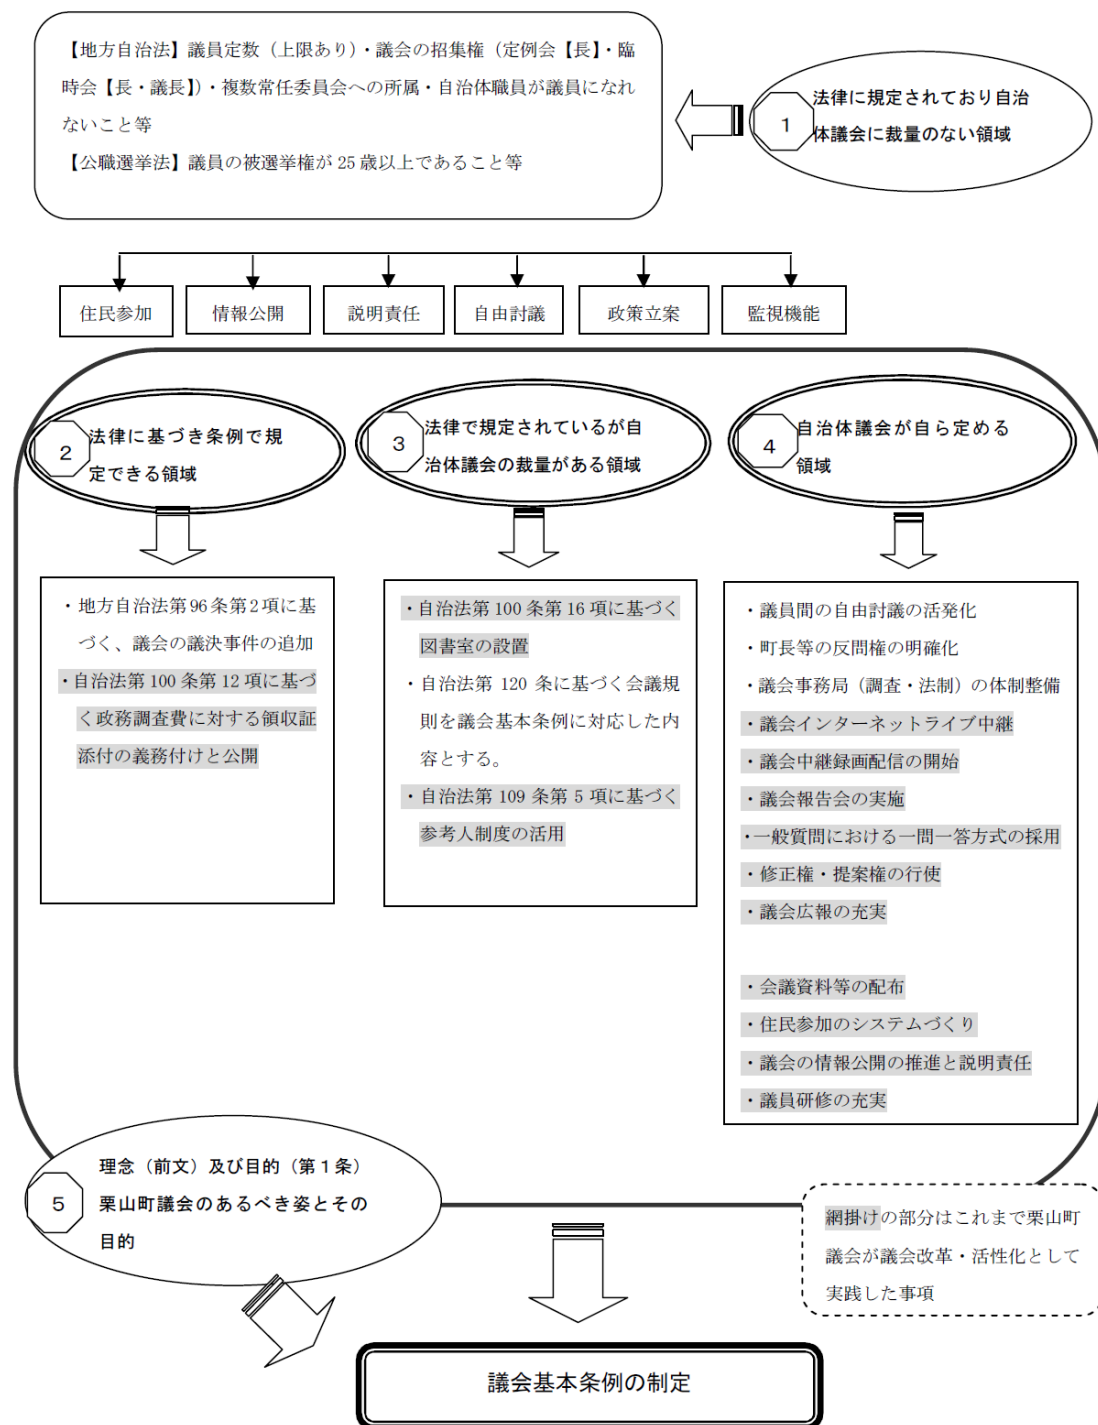 【地方自治法】議員定数（上限あり）・議会の招集権（定例会【長】・臨
時会【長・議長】）・複数常任委員会への所属・自治体職員が議員になれ
ないこと等
【公職選挙法】議員の被選挙権が 25 歳以上であること等
1
法律に規定されており自治
体議会に裁量のない領域
住民参加
情報公開
説明責任
自由討議
政策立案
監視機能
2
法律に基づき条例で規
定できる領域
3
法律で規定されているが自
治体議会の裁量がある領域
4
自治体議会が自ら定める
領域
・地方自治法第 96 条第 2 項に基
づく、議会の議決事件の追加
・自治法第 100 条第 12 項に基づ
く政務調査費に対する領収証
添付の義務付けと公開
・自治法第 100 条第 16 項に基づく
図書室の設置
・自治法第 120 条に基づく会議規
則を議会基本条例に対応した内
容とする。
・自治法第 109 条第 5 項に基づく
参考人制度の活用
・議員間の自由討議の活発化
・町長等の反問権の明確化
・議会事務局（調査・法制）の体制整備
・議会インターネットライブ中継
・議会中継録画配信の開始
・議会報告会の実施
・一般質問における一問一答方式の採用
・修正権・提案権の行使
・議会広報の充実
・会議資料等の配布
・住民参加のシステムづくり
・議会の情報公開の推進と説明責任
・議員研修の充実
5
理念（前文）及び目的（第１条）
栗山町議会のあるべき姿とその
目的
網掛けの部分はこれまで栗山町
議会が議会改革・活性化として
実践した事項
議会基本条例の制定